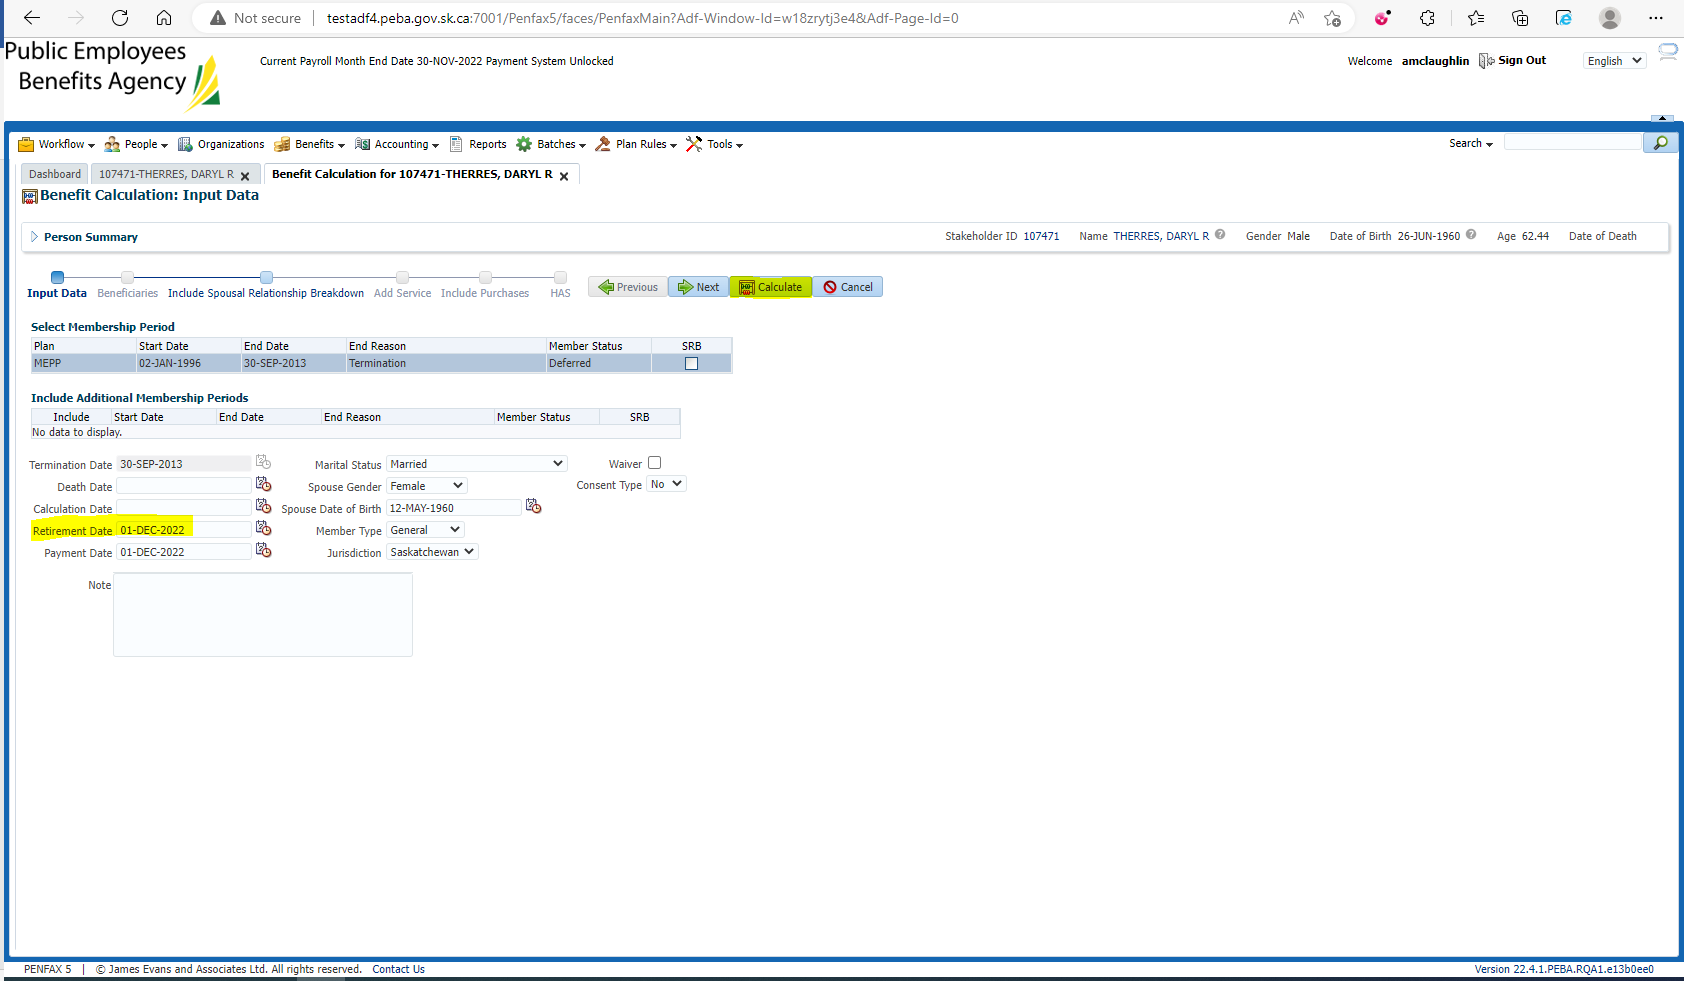 Not secure testadf4.peba.gov.sk.ca:7001/Penfax5/faces/PenfaxMain?Adf-Window-Id=w18zrytj3e4&Adf-Page-Id=0
Public Employees
Benefits Agency
Current Payroll Month End Date 30-NOV-2022 Payment System Unlocked
Welcome amclaughlin Sign Out English
Workflow People Organizations Benefits Accounting Reports Batches Plan Rules Tools Search
Dashboard 107471-THERRES, DARYL R Benefit Calculation for 107471-THERRES, DARYL R
Benefit Calculation: Input Data
Person Summary Stakeholder ID 107471 Name THERRES, DARYL R Gender Male Date of Birth 26-JUN-1960 Age 62.44 Date of Death
Input Data Beneficiaries Include Spousal Relationship Breakdown Add Service Include Purchases HAS Previous Next Calculate Cancel
Select Membership Period
Plan Start Date End Date End Reason Member Status SRB
MEPP 02-JAN-1996 30-SEP-2013 Termination Deferred
Include Additional Membership Periods
Include Start Date End Date End Reason Member Status SRB
No data to display.
Termination Date 30-SEP-2013 Marital Status Married Waiver
Death Date Spouse Gender Female Consent Type No
Calculation Date Spouse Date of Birth 12-MAY-1960
Retirement Date 01-DEC-2022 Member Type General
Payment Date 01-DEC-2022 Jurisdiction Saskatchewan
Note
PENFAX 5 | © James Evans and Associates Ltd. All rights reserved. Contact Us Version 22.4.1.PEBA.RQA1.e13b0ee0